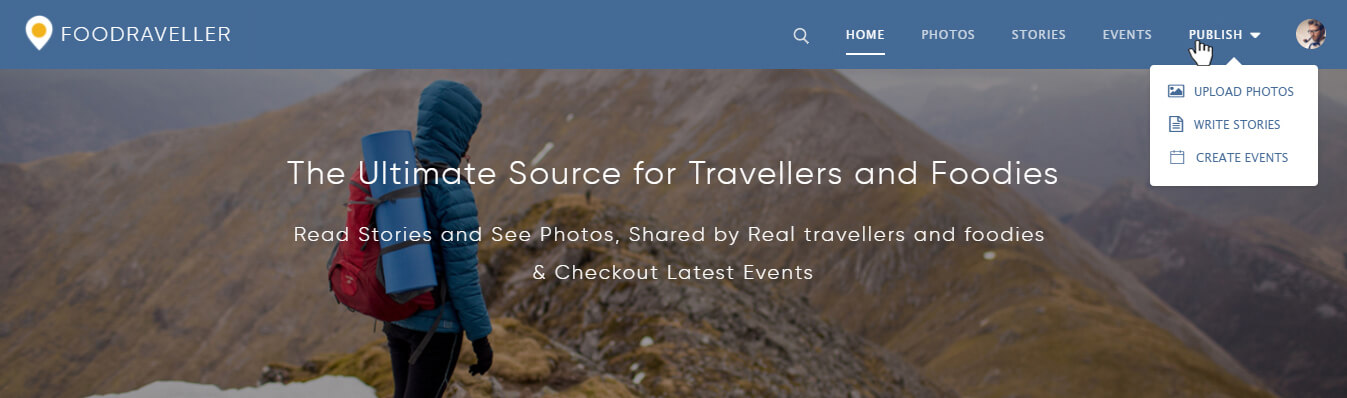 FOODRAVELLER
HOME PHOTOS STORIES EVENTS PUBLISH
UPLOAD PHOTOS
WRITE STORIES
CREATE EVENTS
The Ultimate Source for Travellers and Foodies
Read Stories and See Photos, Shared by Real travellers and foodies
& Checkout Latest Events